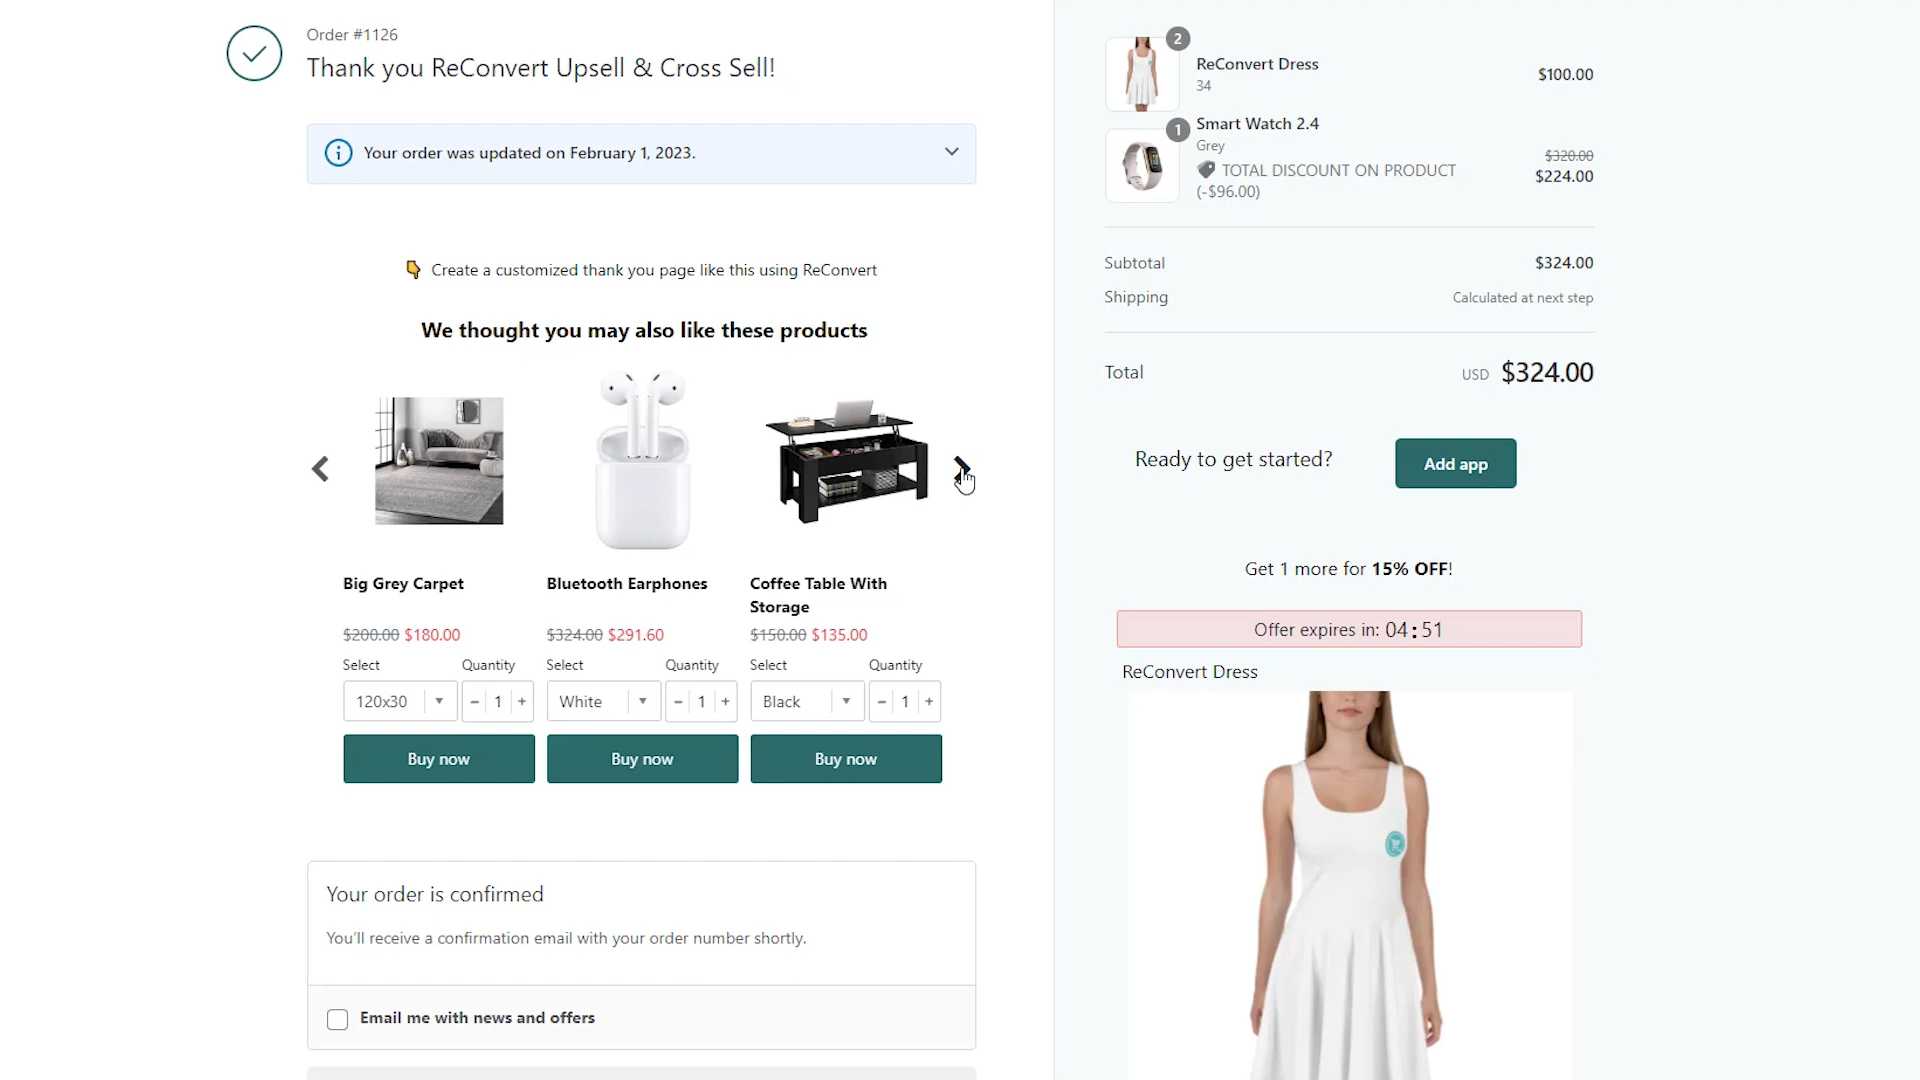 Order #1126
Thank you ReConvert Upsell & Cross Sell!
Your order was updated on February 1, 2023.
👇 Create a customized thank you page like this using ReConvert
We thought you may also like these products
Big Grey Carpet
$200.00 $180.00
Select Quantity
120x30 − 1 +
Buy now
Bluetooth Earphones
$324.00 $291.60
Select Quantity
White − 1 +
Buy now
Coffee Table With
Storage
$150.00 $135.00
Select Quantity
Black − 1 +
Buy now
Your order is confirmed
You'll receive a confirmation email with your order number shortly.
Email me with news and offers
2
ReConvert Dress
34
$100.00
1
Smart Watch 2.4
Grey
TOTAL DISCOUNT ON PRODUCT
(-$96.00)
$320.00
$224.00
Subtotal $324.00
Shipping Calculated at next step
Total USD $324.00
Ready to get started? Add app
Get 1 more for 15% OFF!
Offer expires in: 04:51
ReConvert Dress